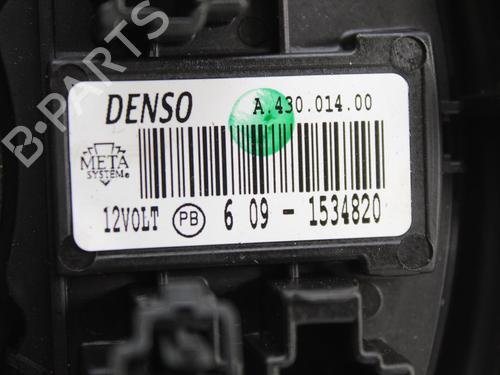 B-PARTS
DENSO
A.430.014.00
META
SYSTEM®
12VOLT
PB
6 09 - 1534820